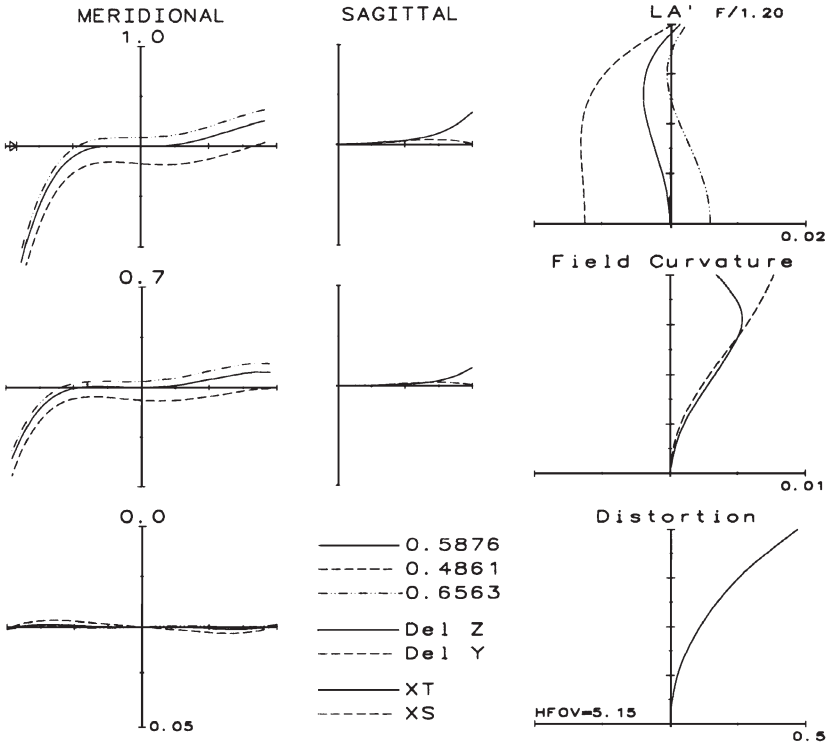 MERIDIONAL
SAGITTAL
LA' F/1.20
1.0
0.02
0.7
Field Curvature
0.01
0.0
0.5876
0.4861
0.6563
Del Z
Del Y
XT
XS
0.05
Distortion
HFOV=5.15
0.5